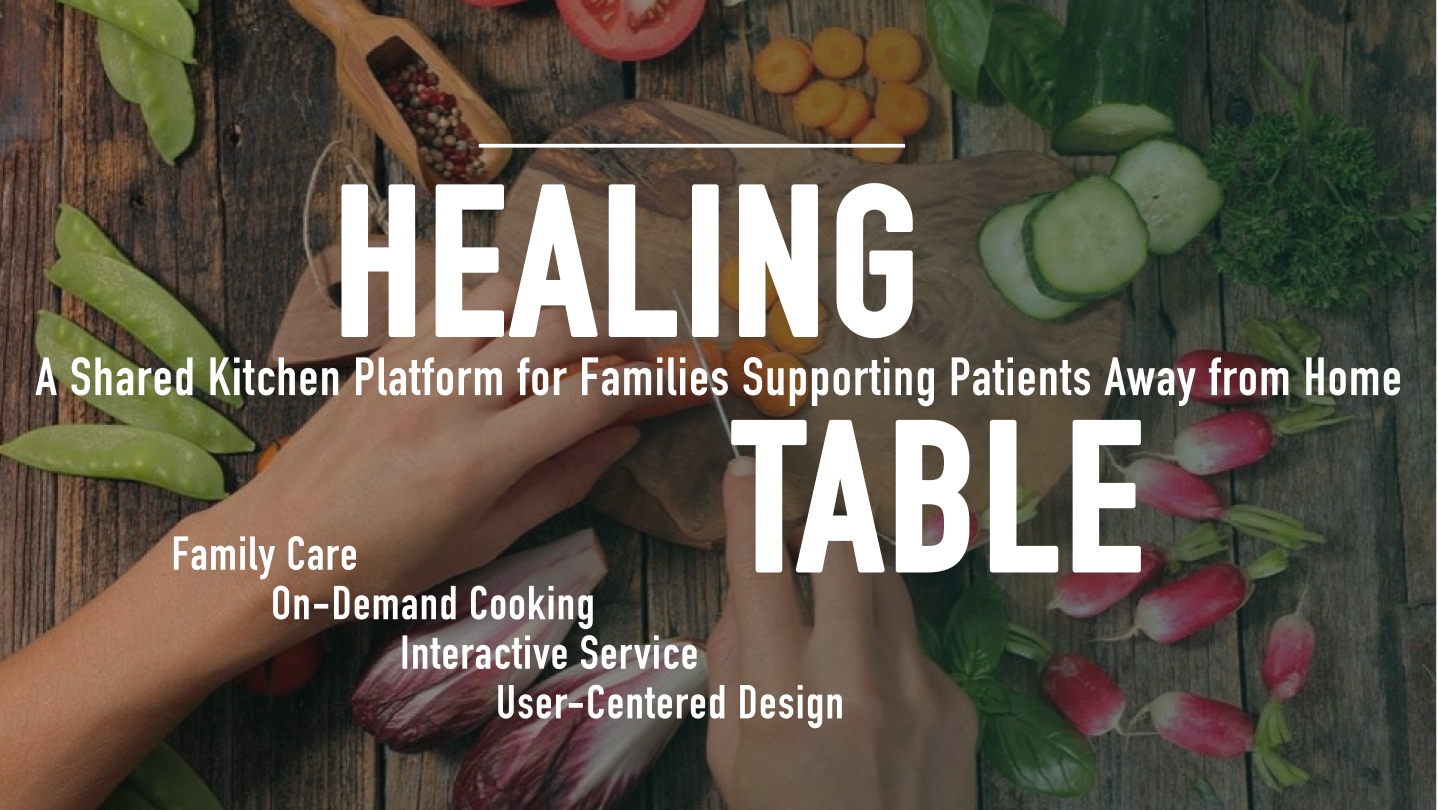 HEALING
A Shared Kitchen Platform for Families Supporting Patients Away from Home
TABLE
Family Care
On-Demand Cooking
Interactive Service
User-Centered Design